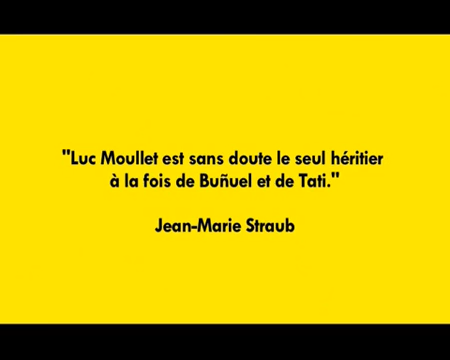 "Luc Moullet est sans doute le seul héritier
à la fois de Buñuel et de Tati."
Jean-Marie Straub